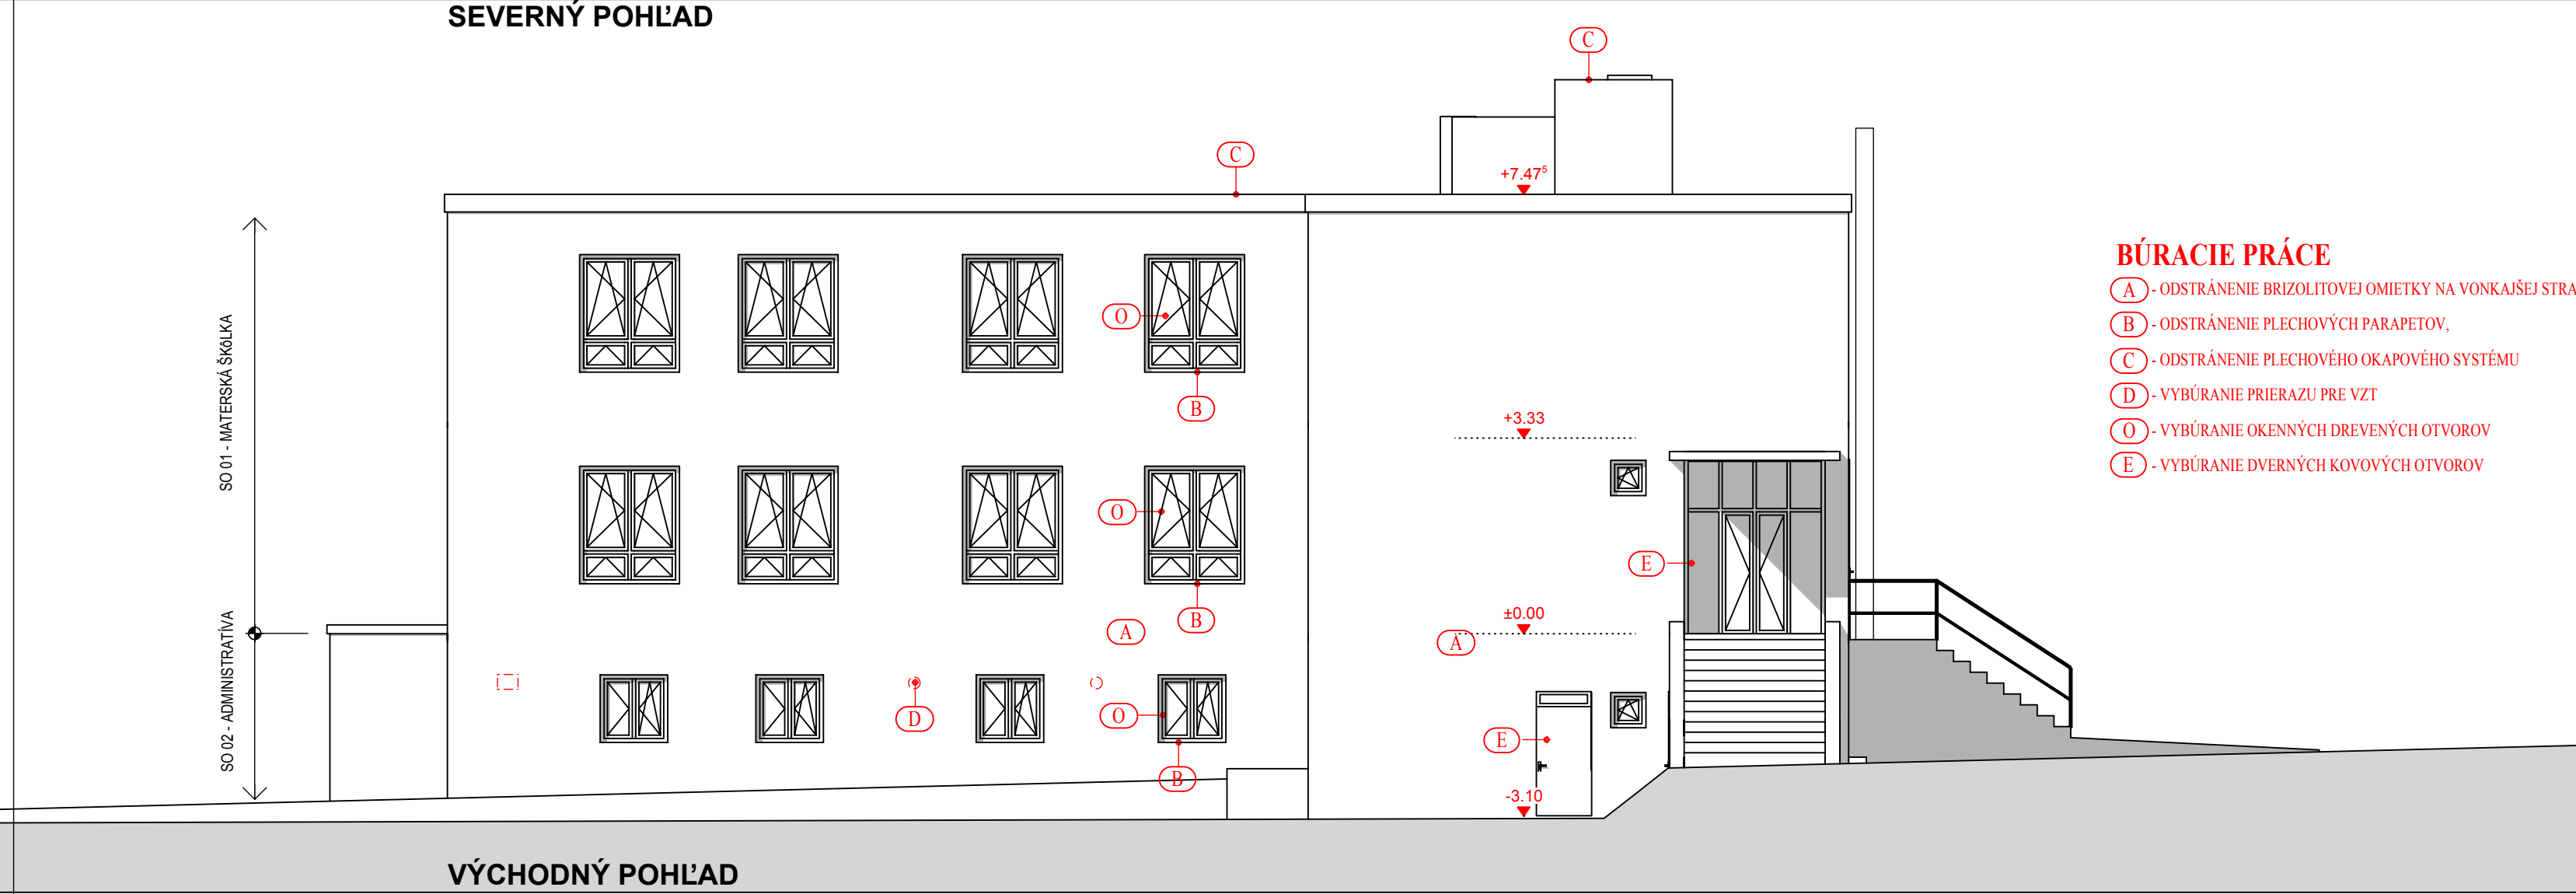 SEVERNÝ POHĽAD
C
C
+7.47⁵
BÚRACIE PRÁCE
A - ODSTRÁNENIE BRIZOLITOVEJ OMIETKY NA VONKAJŠEJ STRA
B - ODSTRÁNENIE PLECHOVÝCH PARAPETOV,
C - ODSTRÁNENIE PLECHOVÉHO OKAPOVÉHO SYSTÉMU
D - VYBÚRANIE PRIERAZU PRE VZT
O - VYBÚRANIE OKENNÝCH DREVENÝCH OTVOROV
E - VYBÚRANIE DVERNÝCH KOVOVÝCH OTVOROV
SO 01 - MATERSKÁ ŠKôLKA
O
B
+3.33
O
E
B
±0.00
A
A
SO 02 - ADMINISTRATÍVA
D
O
E
B
-3.10
VÝCHODNÝ POHĽAD